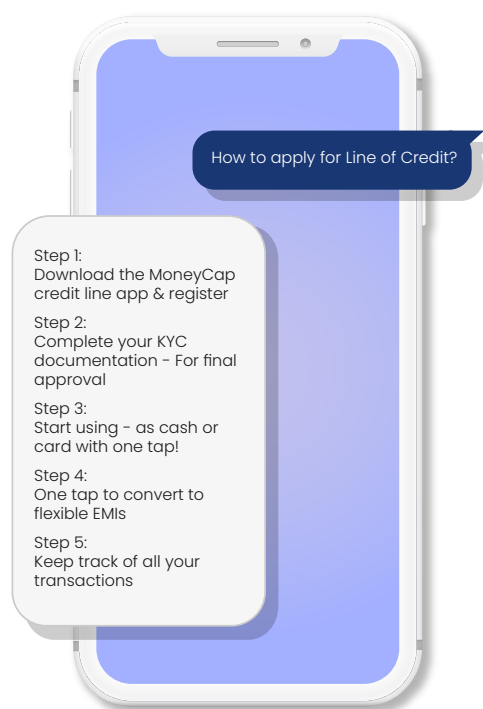 How to apply for Line of Credit?
Step 1:
Download the MoneyCap
credit line app & register
Step 2:
Complete your KYC
documentation - For final
approval
Step 3:
Start using - as cash or
card with one tap!
Step 4:
One tap to convert to
flexible EMIs
Step 5:
Keep track of all your
transactions